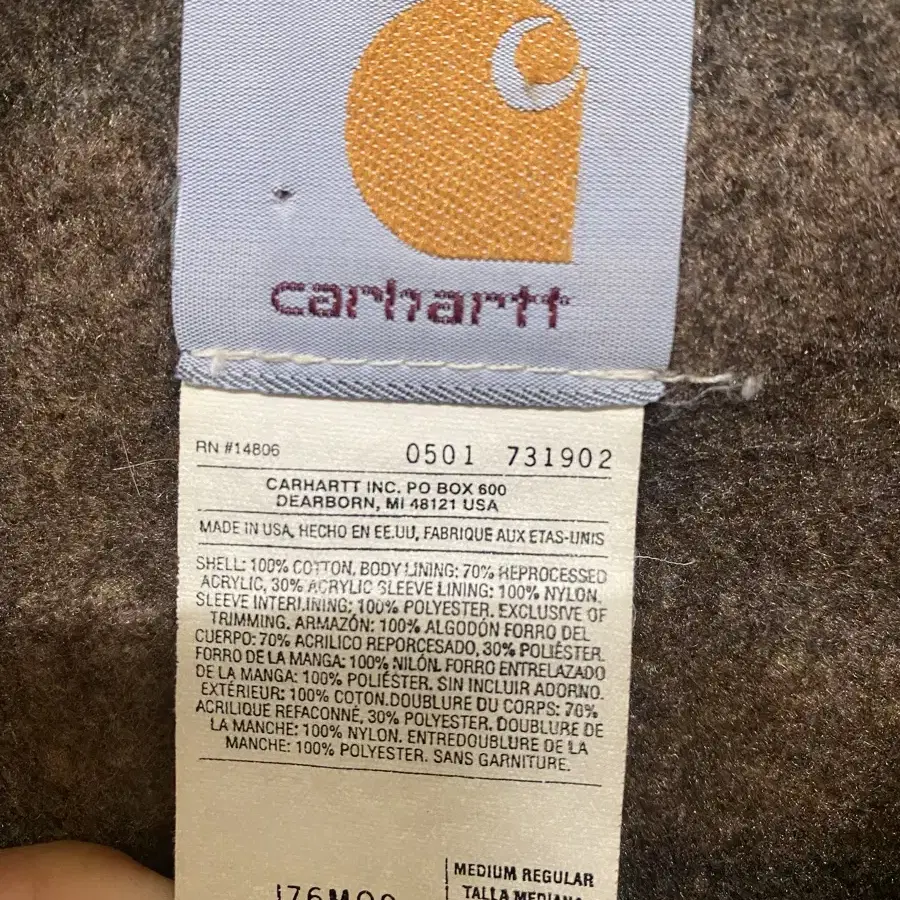 carhartt
RN #14806 0501 731902
CARHARTT INC. PO BOX 600
DEARBORN, MI 48121 USA
MADE IN USA, HECHO EN EE.UU, FABRIQUE AUX ETAS-UNIS
SHELL: 100% COTTON, BODY LINING: 70% REPROCESSED
ACRYLIC, 30% ACRYLIC SLEEVE LINING: 100% NYLON.
SLEEVE INTERLINING: 100% POLYESTER. EXCLUSIVE OF
TRIMMING. ARMAZÓN: 100% ALGODÓN FORRO DEL
CUERPO: 70% ACRILICO REPORCESADO, 30% POLIÉSTER.
FORRO DE LA MANGA: 100% NILÓN. FORRO ENTRELAZADO
DE LA MANGA: 100% POLIÉSTER. SIN INCLUIR ADORNO.
EXTÉRIEUR: 100% COTON.DOUBLURE DU CORPS: 70%
ACRILIQUE REFACONNÉ, 30% POLYESTER. DOUBLURE DE
LA MANCHE: 100% NYLON. ENTREDOUBLURE DE LA
MANCHE: 100% POLYESTER. SANS GARNITURE.
MEDIUM REGULAR
TALLA MEDIANA